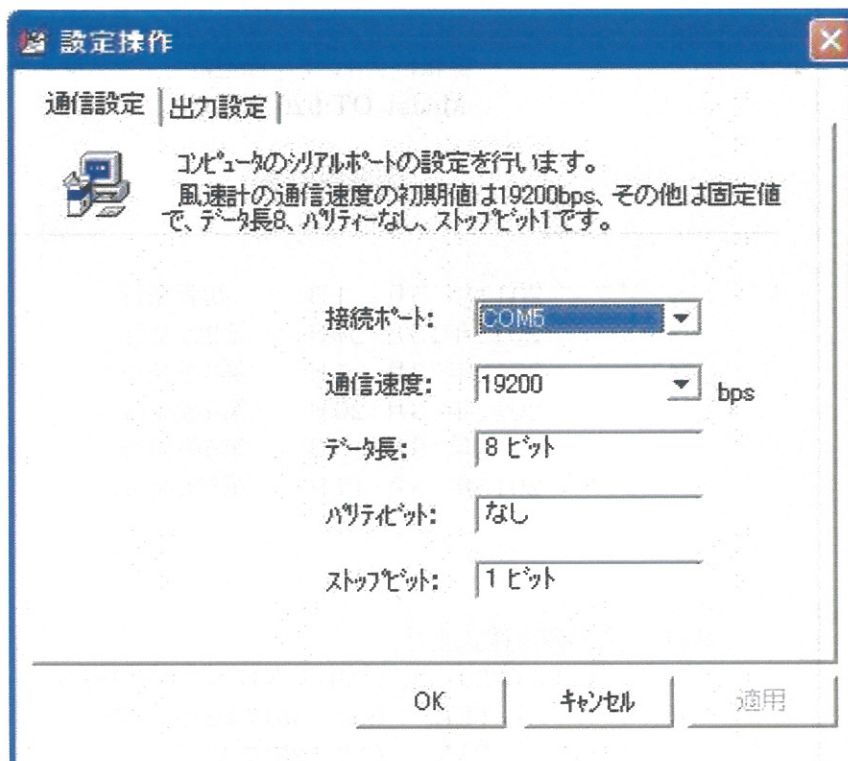 設定操作
通信設定 出力設定
コンピュータのシリアルポートの設定を行います。
風速計の通信速度の初期値は19200bps、その他は固定値
で、データ長8、パリティーなし、ストップビット1です。
接続ポート： COM5
通信速度： 19200 bps
データ長： 8 ビット
パリティビット： なし
ストップビット： 1 ビット
OK キャンセル 適用